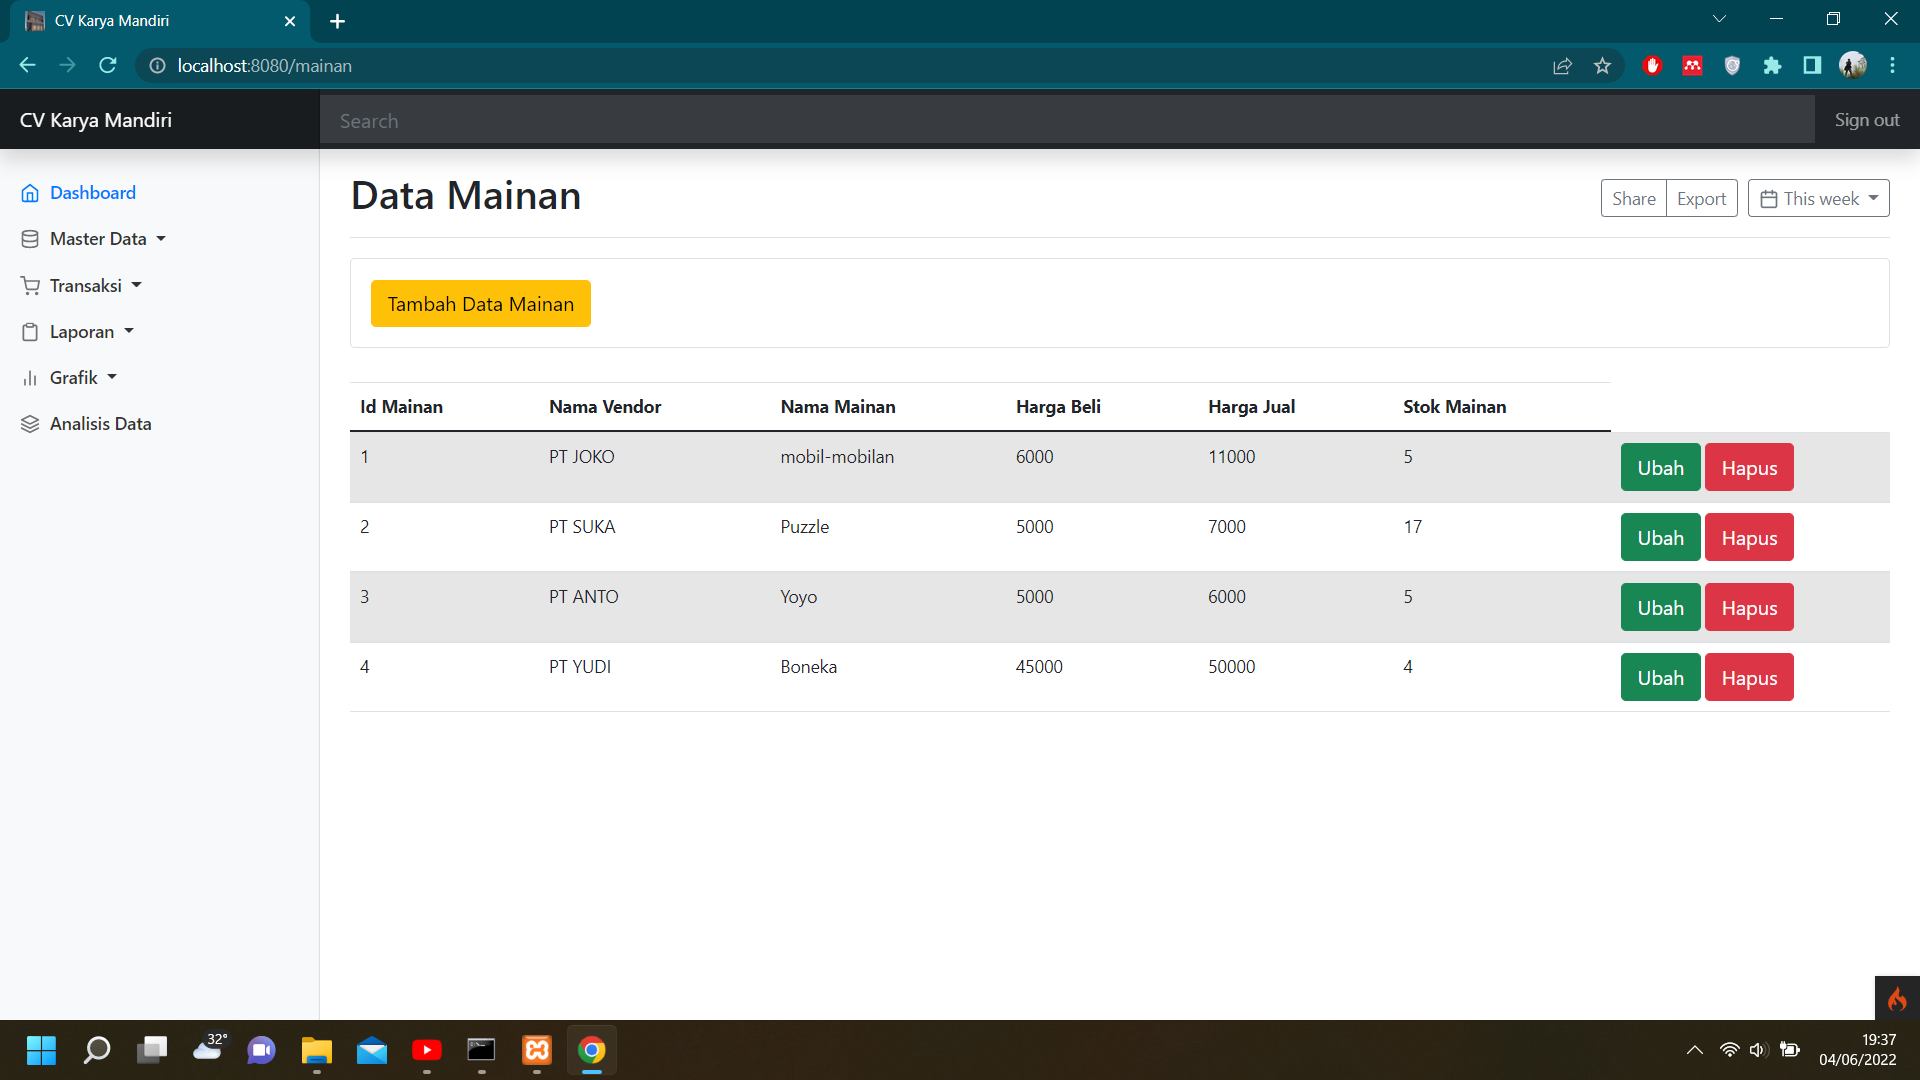 CV Karya Mandiri
localhost:8080/mainan
CV Karya Mandiri
Search
Sign out
Dashboard
Master Data
Transaksi
Laporan
Grafik
Analisis Data
Data Mainan
Share Export This week
Tambah Data Mainan
Id Mainan Nama Vendor Nama Mainan Harga Beli Harga Jual Stok Mainan
1 PT JOKO mobil-mobilan 6000 11000 5 Ubah Hapus
2 PT SUKA Puzzle 5000 7000 17 Ubah Hapus
3 PT ANTO Yoyo 5000 6000 5 Ubah Hapus
4 PT YUDI Boneka 45000 50000 4 Ubah Hapus
32°
19:37
04/06/2022